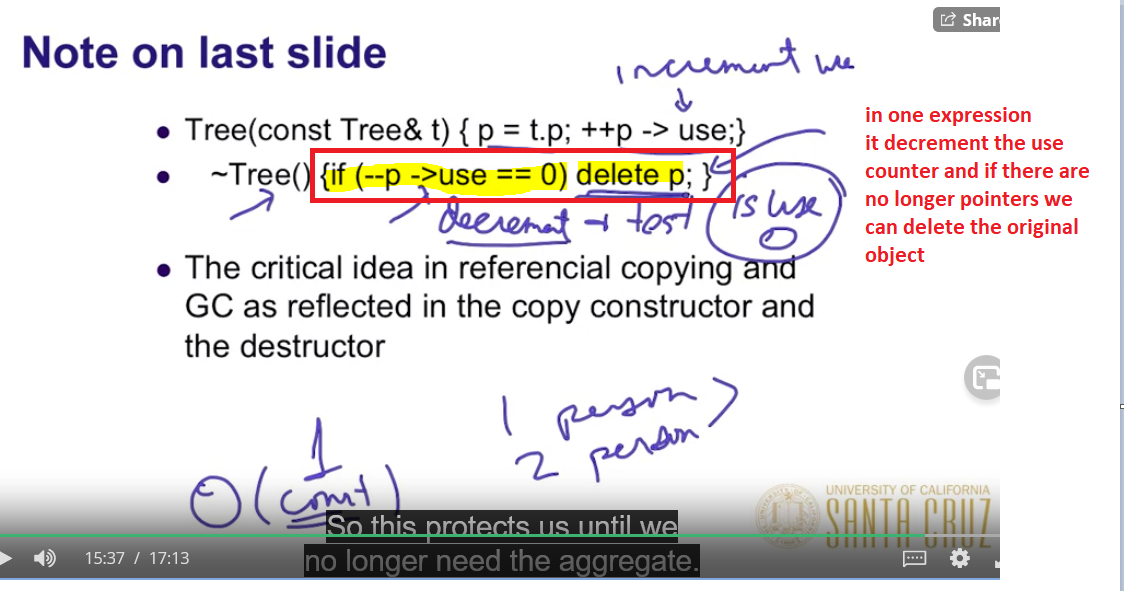 Shar
Note on last slide
increment use
• Tree(const Tree& t) { p = t.p; ++p -> use;}
• ~Tree() {if (--p ->use == 0) delete p; }
decrement → test
is use
0
in one expression
it decrement the use
counter and if there are
no longer pointers we
can delete the original
object
• The critical idea in referencial copying and
GC as reflected in the copy constructor and
the destructor
1 person
2 person
1
O(const)
UNIVERSITY OF CALIFORNIA
SANTA CRUZ
So this protects us until we
no longer need the aggregate.
15:37 / 17:13